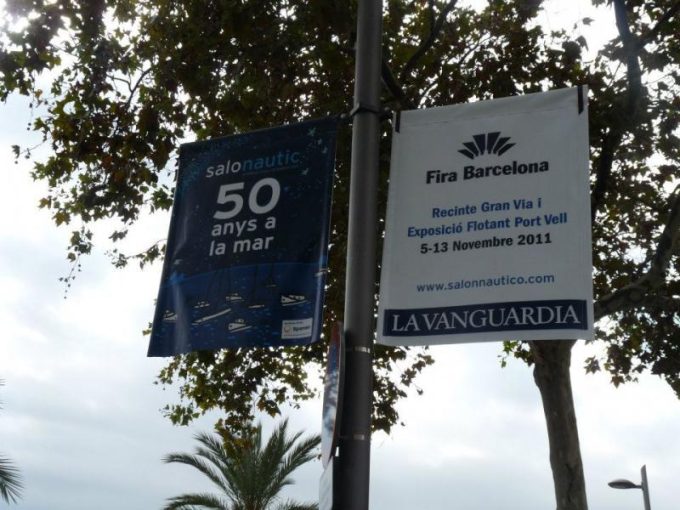 salonautic
50
anys a
la mar
Fira Barcelona
Recinte Gran Via i
Exposició Flotant Port Vell
5-13 Novembre 2011
www.salonnautico.com
LA VANGUARDIA